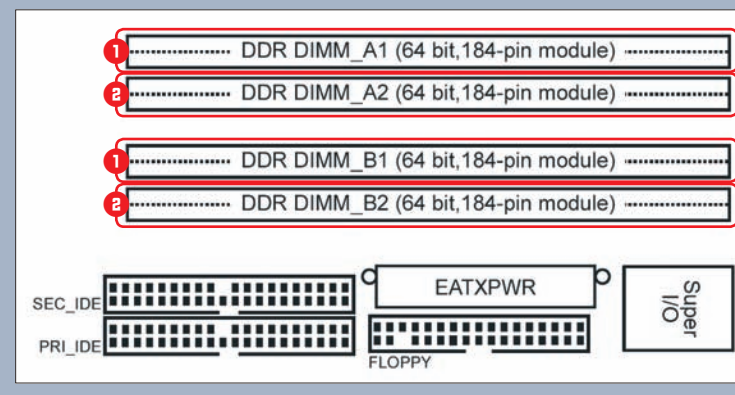 1 DDR DIMM_A1 (64 bit,184-pin module)
2 DDR DIMM_A2 (64 bit,184-pin module)
1 DDR DIMM_B1 (64 bit,184-pin module)
2 DDR DIMM_B2 (64 bit,184-pin module)
SEC_IDE
EATXPWR
Super
I/O
PRI_IDE
FLOPPY